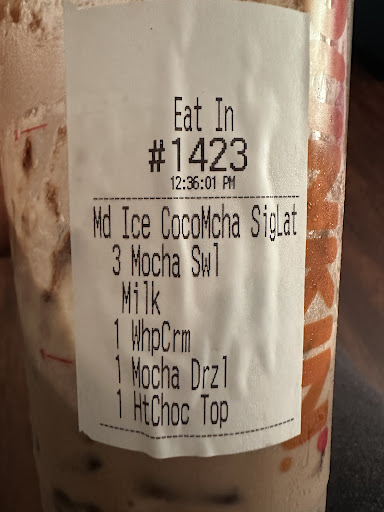 Eat In
#1423
12:36:01 PM
Md Ice CocoMcha SigLat
3 Mocha Swl
Milk
1 WhpCrm
1 Mocha Drzl
1 HtChoc Top
DUNKIN'